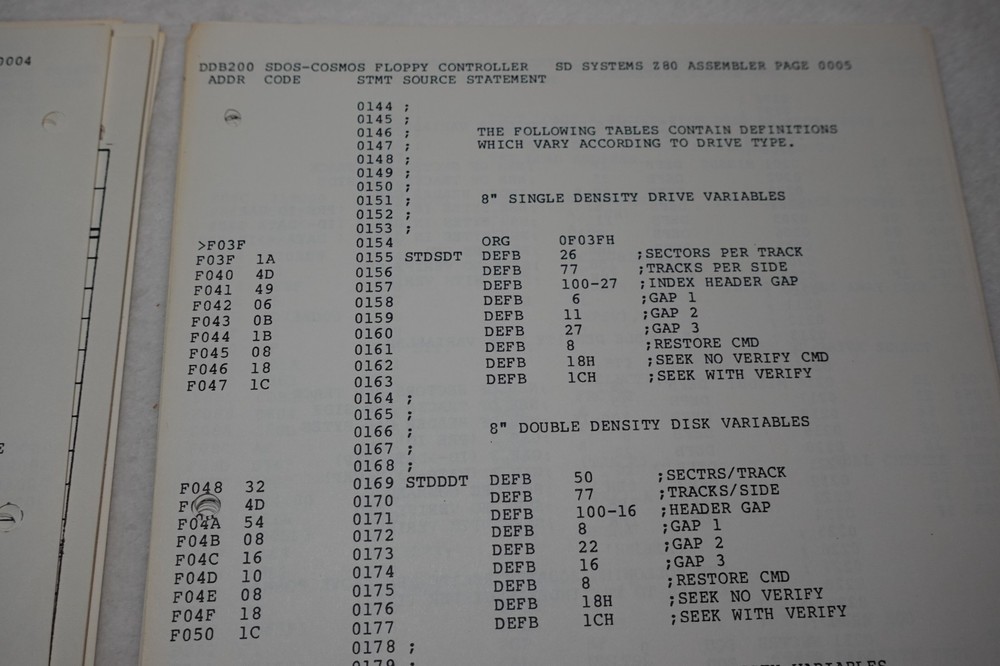 0004
DDB200 SDOS-COSMOS FLOPPY CONTROLLER SD SYSTEMS Z80 ASSEMBLER PAGE 0005
ADDR CODE STMT SOURCE STATEMENT
0144 ;
0145 ;
0146 ; THE FOLLOWING TABLES CONTAIN DEFINITIONS
0147 ; WHICH VARY ACCORDING TO DRIVE TYPE.
0148 ;
0149 ;
0150 ;
0151 ; 8" SINGLE DENSITY DRIVE VARIABLES
0152 ;
0153 ;
>F03F 0154 ORG 0F03FH
F03F 1A 0155 STDSDT DEFB 26 ;SECTORS PER TRACK
F040 4D 0156 DEFB 77 ;TRACKS PER SIDE
F041 49 0157 DEFB 100-27 ;INDEX HEADER GAP
F042 06 0158 DEFB 6 ;GAP 1
F043 0B 0159 DEFB 11 ;GAP 2
F044 1B 0160 DEFB 27 ;GAP 3
F045 08 0161 DEFB 8 ;RESTORE CMD
F046 18 0162 DEFB 18H ;SEEK NO VERIFY CMD
F047 1C 0163 DEFB 1CH ;SEEK WITH VERIFY
0164 ;
0165 ;
0166 ; 8" DOUBLE DENSITY DISK VARIABLES
0167 ;
0168 ;
F048 32 0169 STDDDT DEFB 50 ;SECTRS/TRACK
4D 0170 DEFB 77 ;TRACKS/SIDE
F04A 54 0171 DEFB 100-16 ;HEADER GAP
F04B 08 0172 DEFB 8 ;GAP 1
F04C 16 0173 DEFB 22 ;GAP 2
F04D 10 0174 DEFB 16 ;GAP 3
F04E 08 0175 DEFB 8 ;RESTORE CMD
F04F 18 0176 DEFB 18H ;SEEK NO VERIFY
F050 1C 0177 DEFB 1CH ;SEEK WITH VERIFY
0178 ;
0179 ;